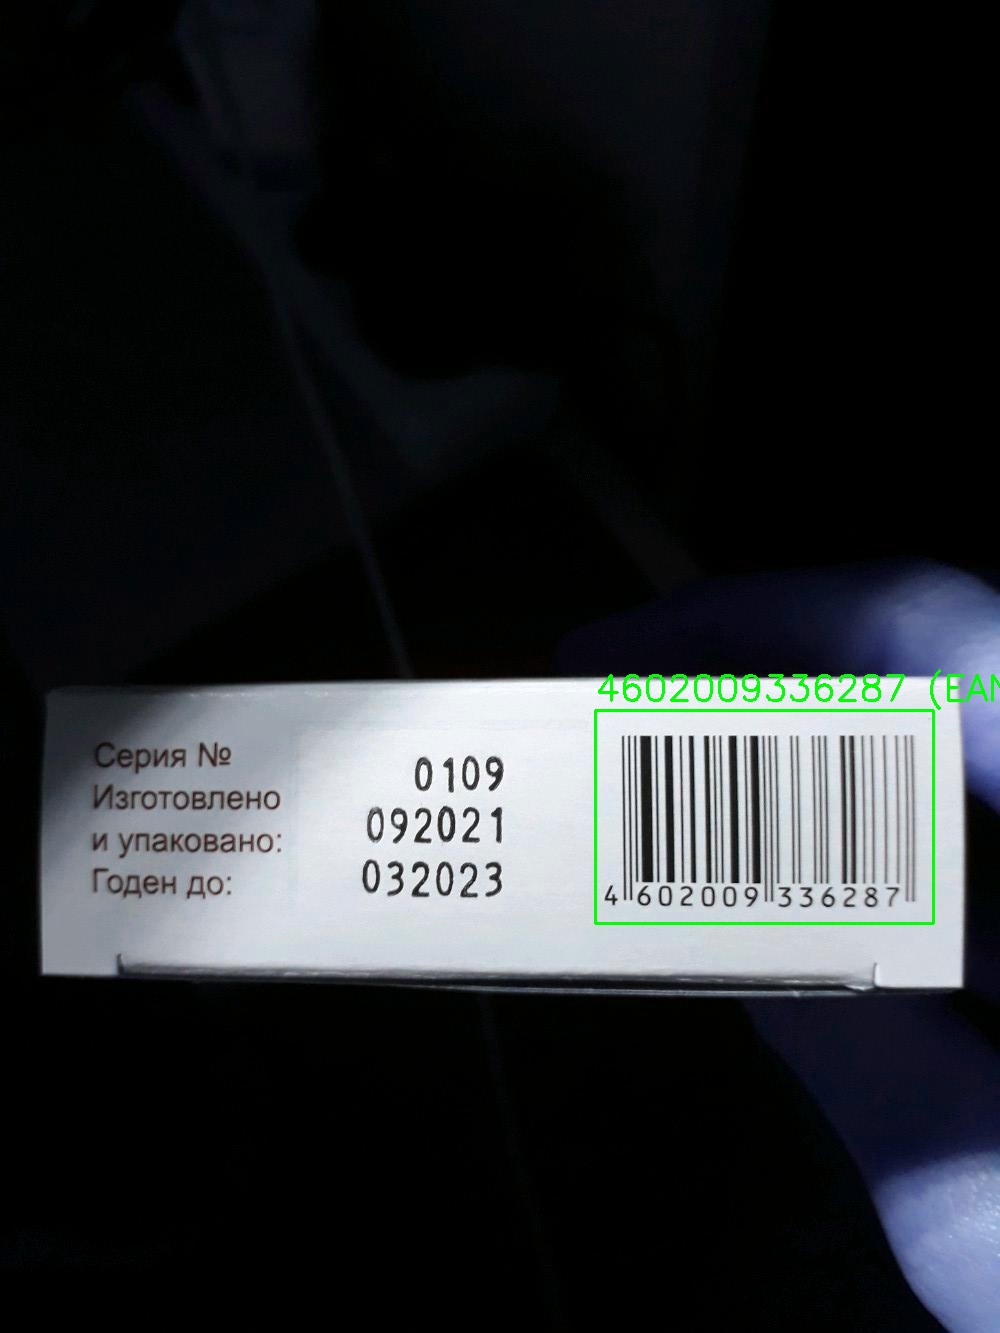 4602009336287 (EAN
Серия №
0109
Изготовлено
и упаковано:
092021
Годен до:
032023
4 602009 336287